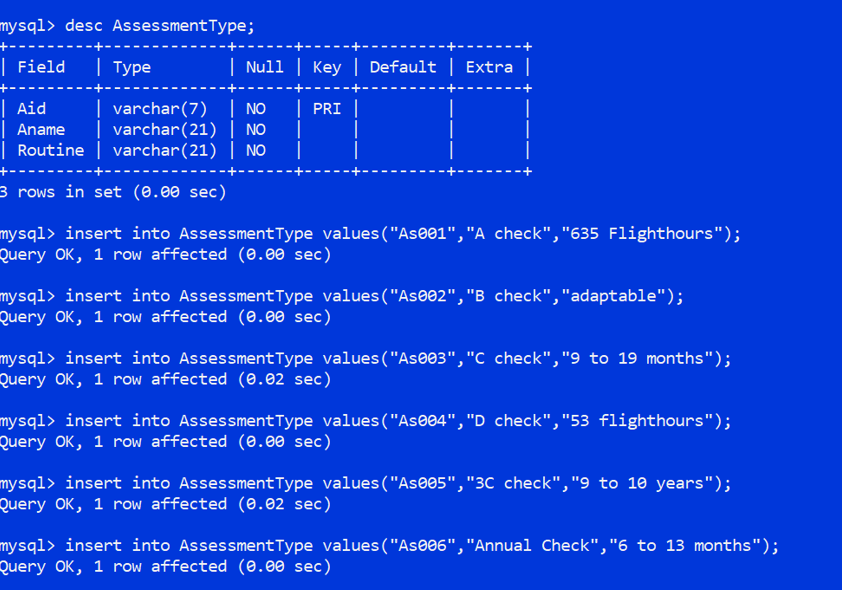 mysql> desc AssessmentType;
+---------+-------------+------+-----+---------+-------+
| Field   | Type        | Null | Key | Default | Extra |
+---------+-------------+------+-----+---------+-------+
| Aid     | varchar(7)  | NO   | PRI |         |       |
| Aname   | varchar(21) | NO   |     |         |       |
| Routine | varchar(21) | NO   |     |         |       |
+---------+-------------+------+-----+---------+-------+
3 rows in set (0.00 sec)
mysql> insert into AssessmentType values("As001","A check","635 Flighthours");
Query OK, 1 row affected (0.00 sec)
mysql> insert into AssessmentType values("As002","B check","adaptable");
Query OK, 1 row affected (0.00 sec)
mysql> insert into AssessmentType values("As003","C check","9 to 19 months");
Query OK, 1 row affected (0.02 sec)
mysql> insert into AssessmentType values("As004","D check","53 flighthours");
Query OK, 1 row affected (0.00 sec)
mysql> insert into AssessmentType values("As005","3C check","9 to 10 years");
Query OK, 1 row affected (0.02 sec)
mysql> insert into AssessmentType values("As006","Annual Check","6 to 13 months");
Query OK, 1 row affected (0.00 sec)